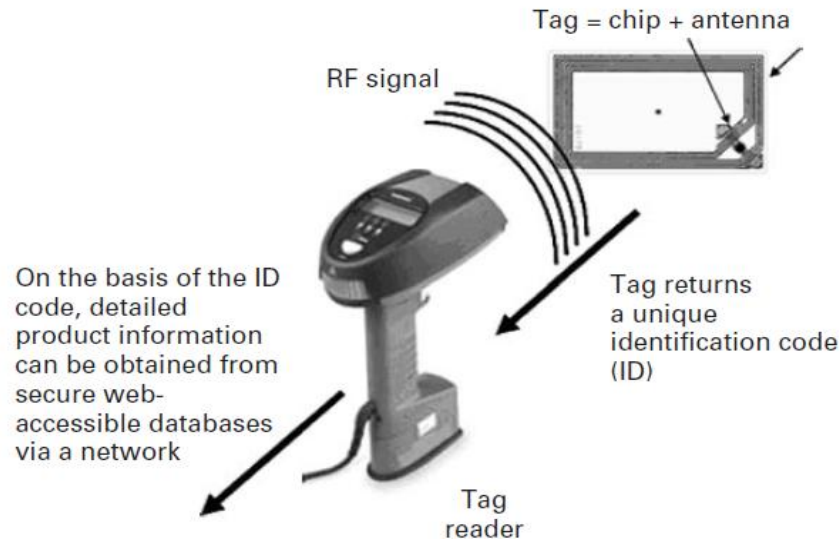 Tag = chip + antenna
RF signal
On the basis of the ID
code, detailed
product information
can be obtained from
secure web-
accessible databases
via a network
Tag returns
a unique
identification code
(ID)
Tag
reader